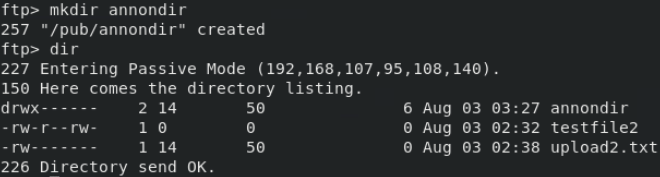 ftp> mkdir annondir
257 "/pub/annondir" created
ftp> dir
227 Entering Passive Mode (192,168,107,95,108,140).
150 Here comes the directory listing.
drwx------    2 14       50              6 Aug 03 03:27 annondir
-rw-r--rw-    1 0        0               0 Aug 03 02:32 testfile2
-rw-------    1 14       50              0 Aug 03 02:38 upload2.txt
226 Directory send OK.